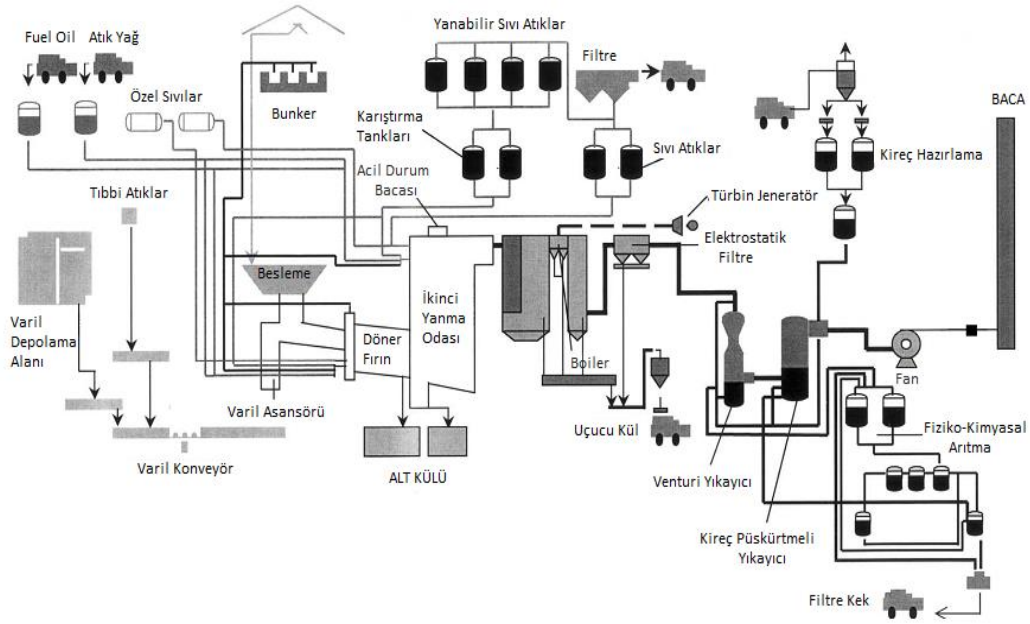 Fuel Oil
Atık Yağ
Yanabilir Sıvı Atıklar
Filtre
Özel Sıvılar
Bunker
BACA
Karıştırma
Tankları
Sıvı Atıklar
Kireç Hazırlama
Acil Durum
Bacası
Tıbbi Atıklar
Türbin Jeneratör
Elektrostatik
Filtre
Besleme
İkinci
Yanma
Odası
Varil
Depolama
Alanı
Döner
Fırın
Boiler
Fan
Varil Asansörü
Uçucu Kül
Fiziko-Kimyasal
Arıtma
Varil Konveyör
ALT KÜLÜ
Venturi Yıkayıcı
Kireç Püskürtmeli
Yıkayıcı
Filtre Kek